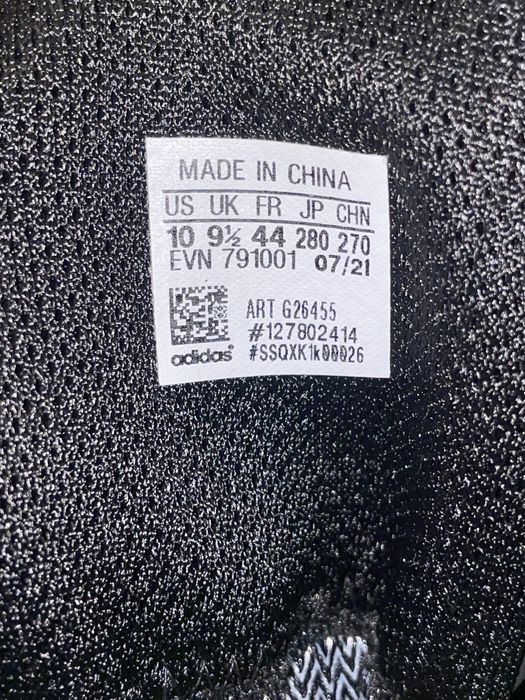 MADE IN CHINA
US UK FR JP CHN
10 9½ 44 280 270
EVN 791001 07/21
ART G26455
#127802414
adidas #SSQXK1k00026